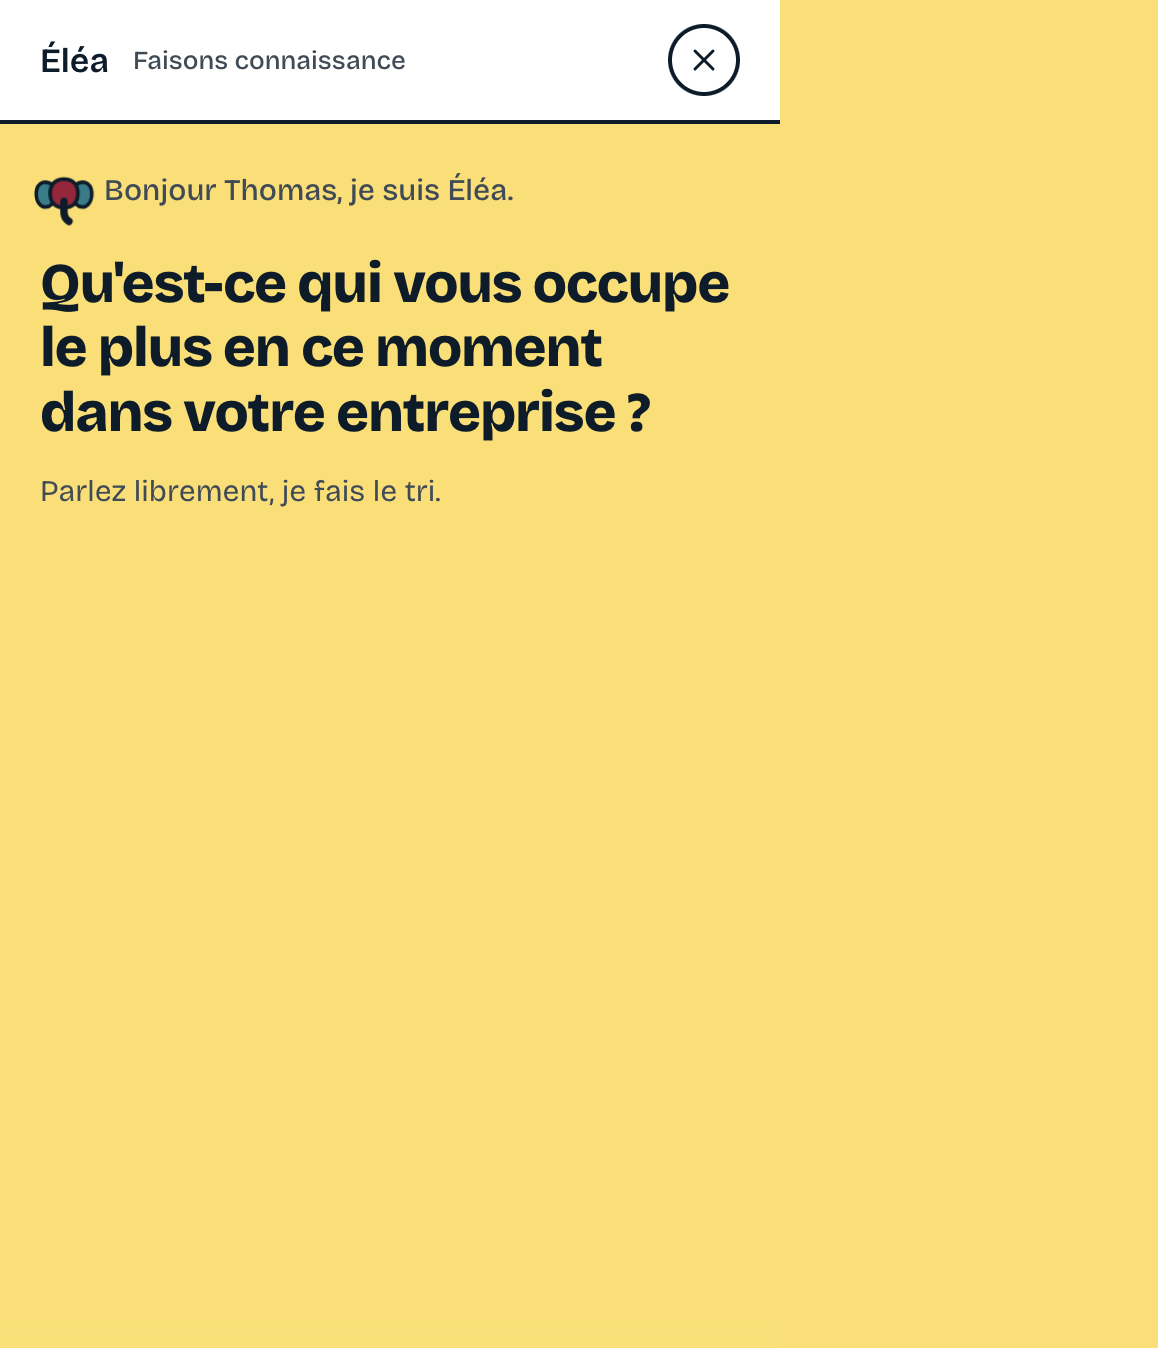 Éléa Faisons connaissance
Bonjour Thomas, je suis Éléa.
Qu'est-ce qui vous occupe
le plus en ce moment
dans votre entreprise ?
Parlez librement, je fais le tri.